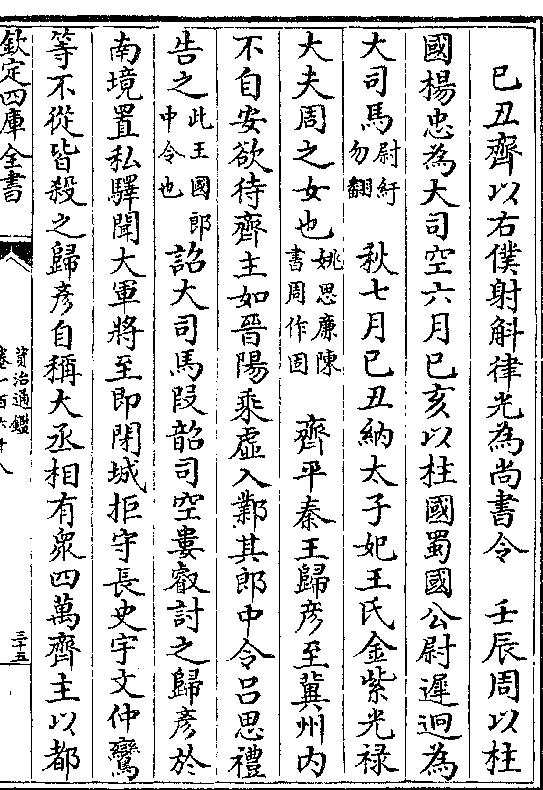 己丑齊以右僕射斛律光為尚書令　壬辰周以柱
國楊忠為大司空六月己亥以柱國蜀國公尉遲迥為
大司馬尉紆勿翻　秋七月己丑納太子妃王氏金紫光禄
大夫周之女也姚思廉陳書周作固　齊平秦王歸彦至冀州内
不自安欲待齊主如晉陽乘虚入鄴其郎中令吕思禮
告之此王國郎中令也　詔大司馬段韶司空婁叡討之歸彦於
南境置私驛聞大軍將至即閉城拒守長史宇文仲鸞
等不從皆殺之歸彦自稱大丞相有衆四萬齊主以都
欽定四庫全書
資治通鑑
卷一百六十八
三十五